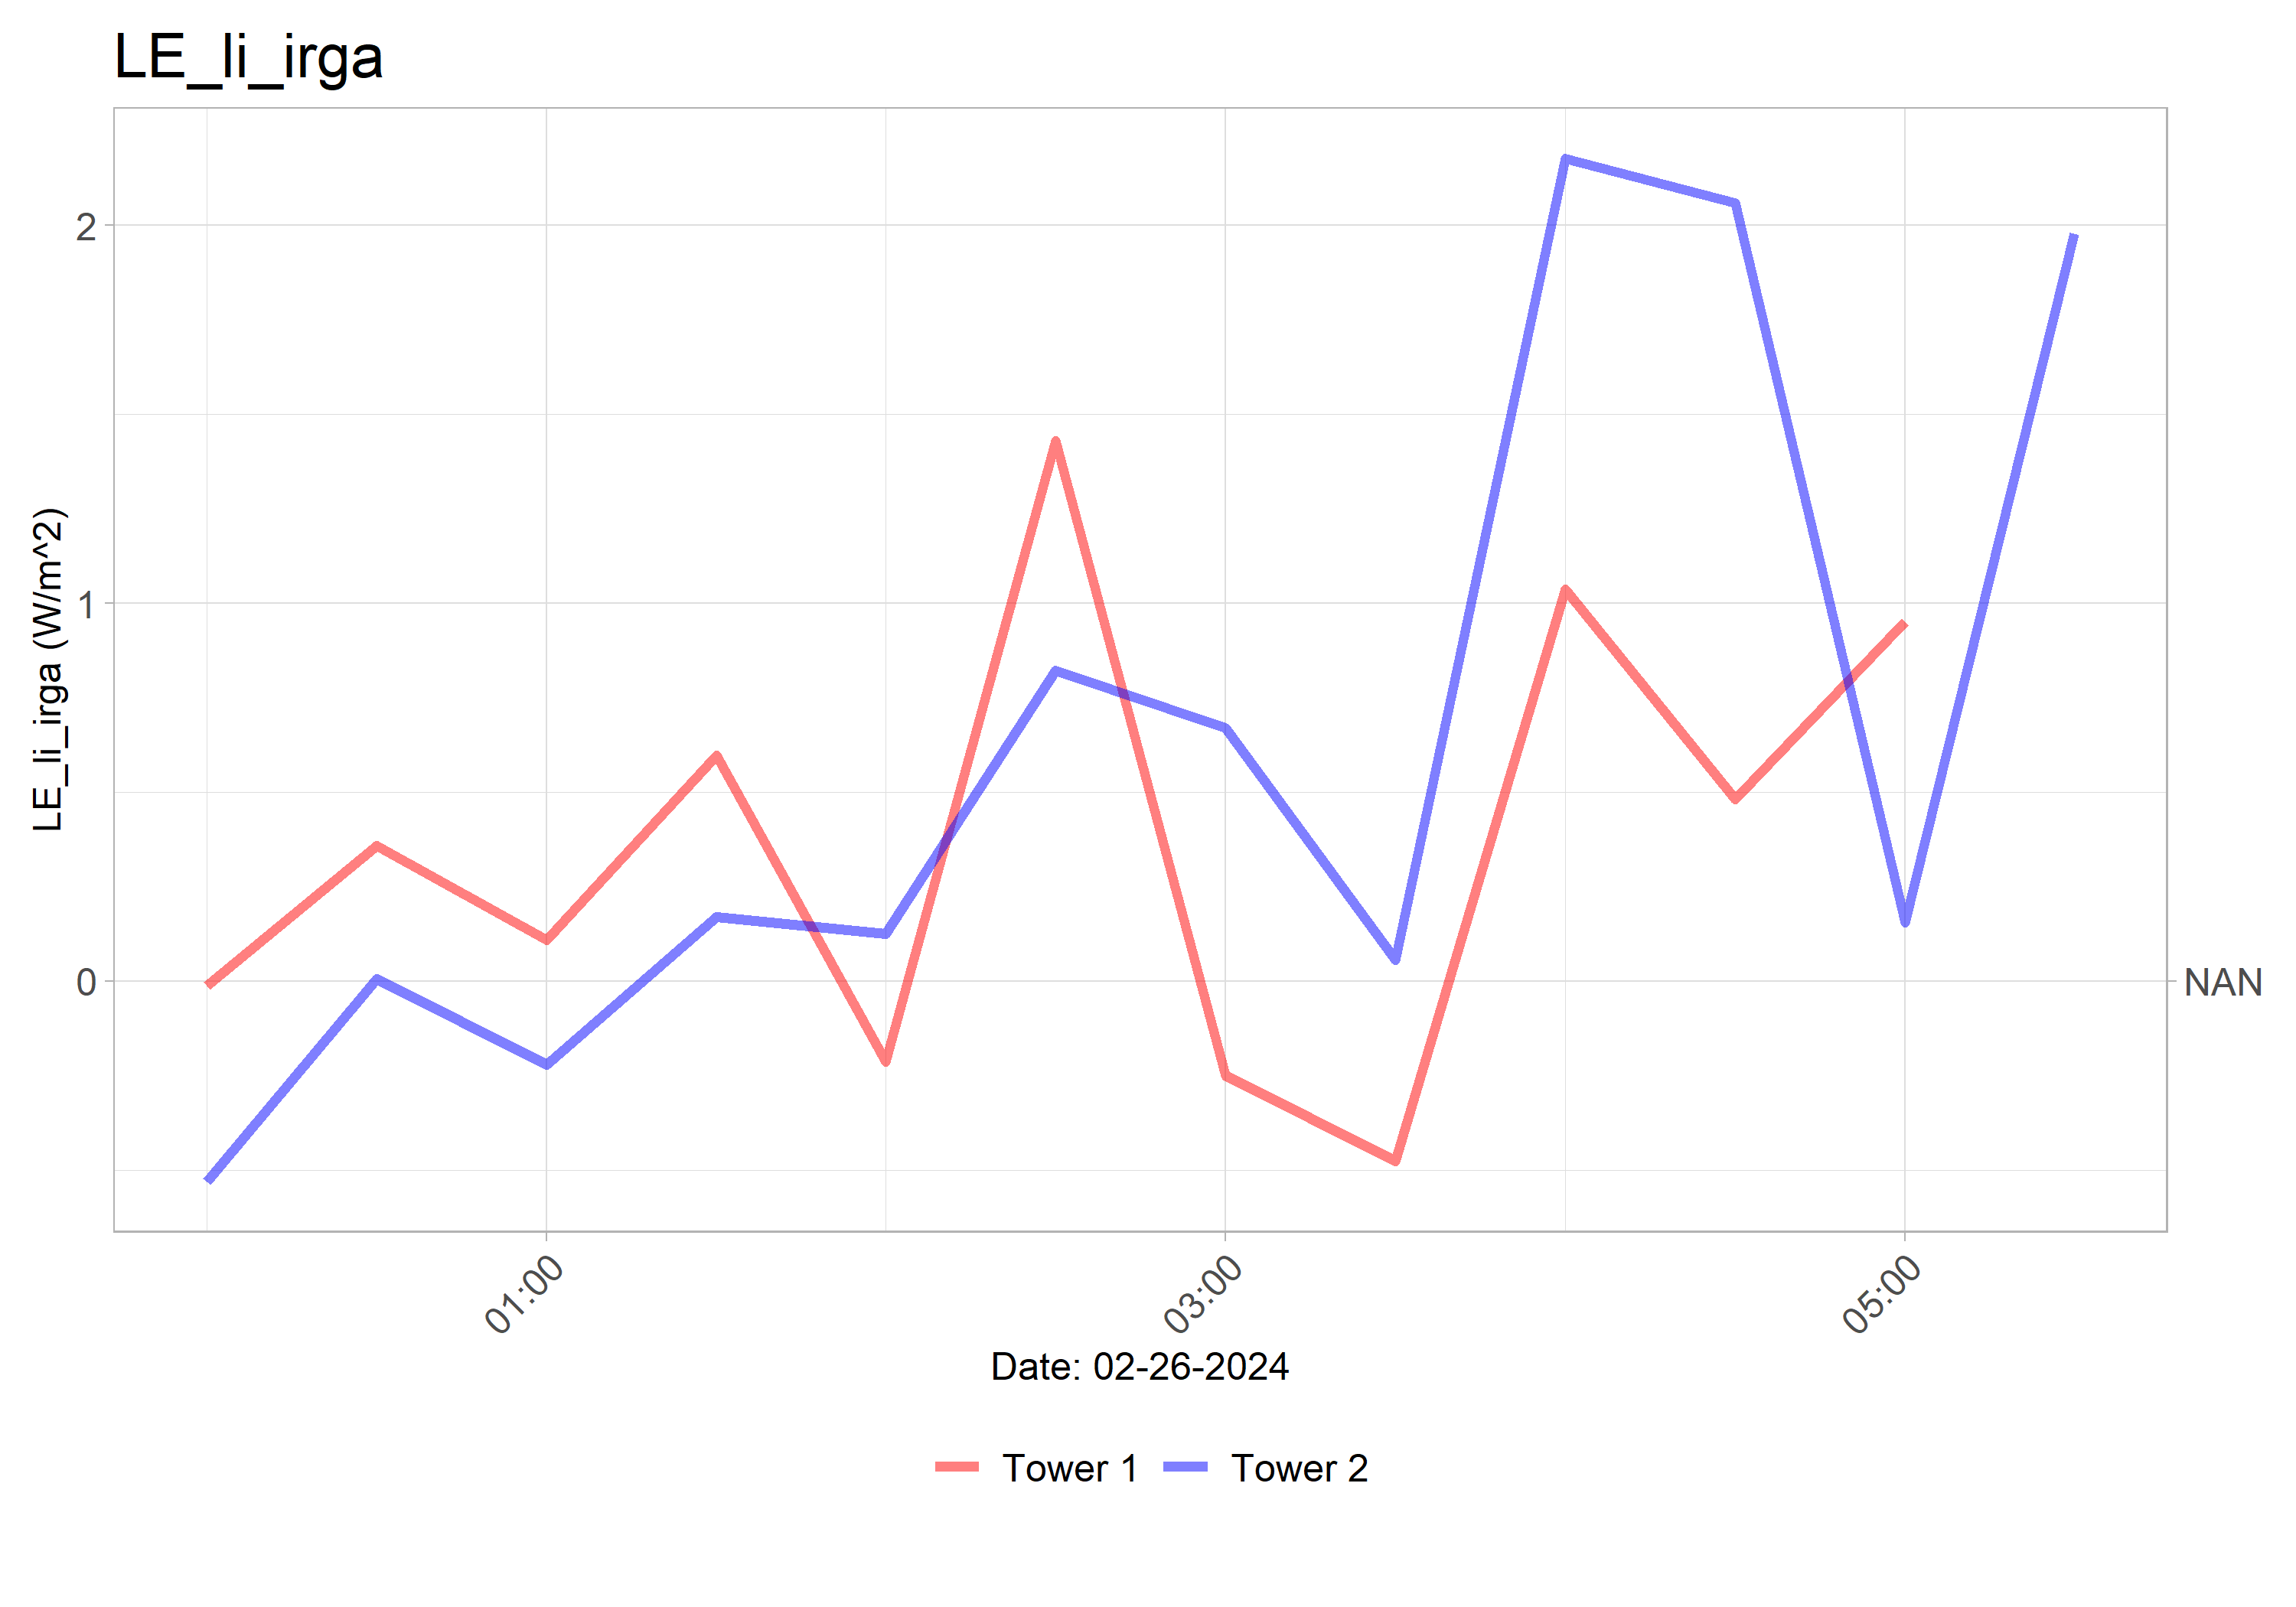 LE_li_irga
LE_li_irga (W/m^2)
2
1
0
NAN
01:00
03:00
05:00
Date: 02-26-2024
Tower 1
Tower 2